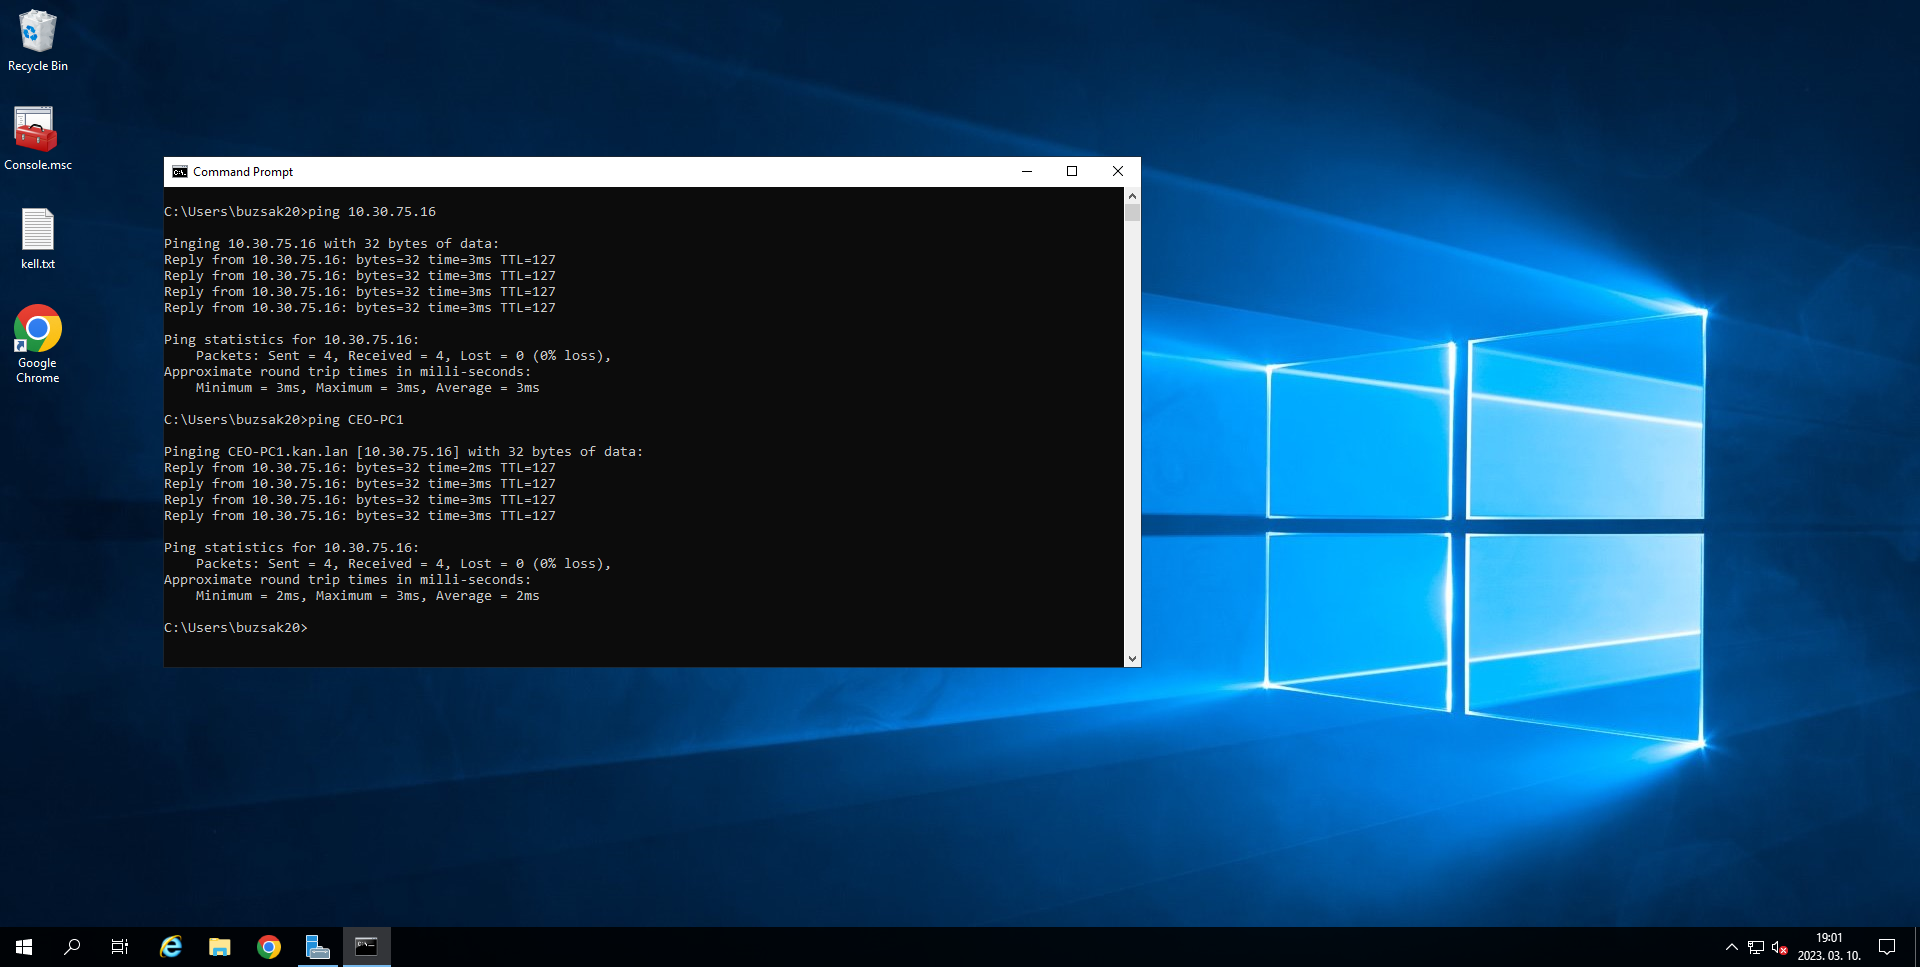 Recycle Bin
Console.msc
kell.txt
Google
Chrome
Command Prompt
C:\Users\buzsak20>ping 10.30.75.16
Pinging 10.30.75.16 with 32 bytes of data:
Reply from 10.30.75.16: bytes=32 time=3ms TTL=127
Reply from 10.30.75.16: bytes=32 time=3ms TTL=127
Reply from 10.30.75.16: bytes=32 time=3ms TTL=127
Reply from 10.30.75.16: bytes=32 time=3ms TTL=127
Ping statistics for 10.30.75.16:
    Packets: Sent = 4, Received = 4, Lost = 0 (0% loss),
Approximate round trip times in milli-seconds:
    Minimum = 3ms, Maximum = 3ms, Average = 3ms
C:\Users\buzsak20>ping CEO-PC1
Pinging CEO-PC1.kan.lan [10.30.75.16] with 32 bytes of data:
Reply from 10.30.75.16: bytes=32 time=2ms TTL=127
Reply from 10.30.75.16: bytes=32 time=3ms TTL=127
Reply from 10.30.75.16: bytes=32 time=3ms TTL=127
Reply from 10.30.75.16: bytes=32 time=3ms TTL=127
Ping statistics for 10.30.75.16:
    Packets: Sent = 4, Received = 4, Lost = 0 (0% loss),
Approximate round trip times in milli-seconds:
    Minimum = 2ms, Maximum = 3ms, Average = 2ms
C:\Users\buzsak20>
19:01
2023. 03. 10.